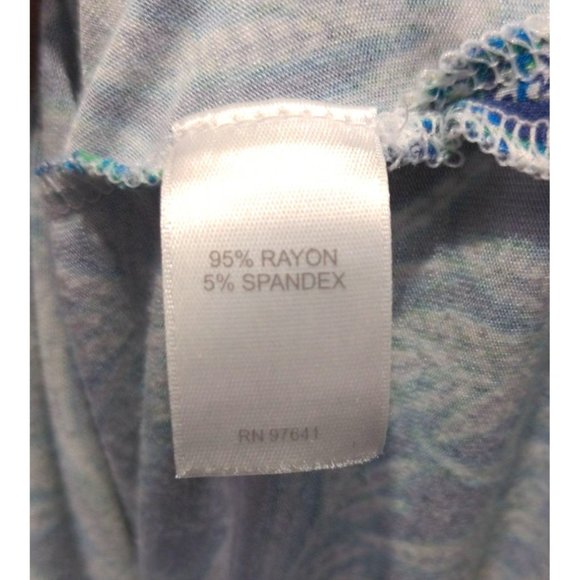 95% RAYON
5% SPANDEX
RN 97641